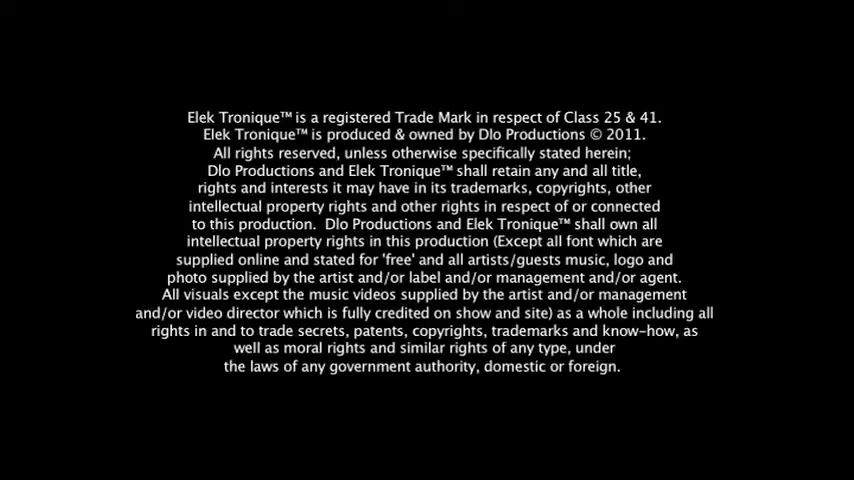 Elek Tronique™ is a registered Trade Mark in respect of Class 25 & 41.
Elek Tronique™ is produced & owned by Dlo Productions © 2011.
All rights reserved, unless otherwise specifically stated herein;
Dlo Productions and Elek Tronique™ shall retain any and all title,
rights and interests it may have in its trademarks, copyrights, other
intellectual property rights and other rights in respect of or connected
to this production.  Dlo Productions and Elek Tronique™ shall own all
intellectual property rights in this production (Except all font which are
supplied online and stated for 'free' and all artists/guests music, logo and
photo supplied by the artist and/or label and/or management and/or agent.
All visuals except the music videos supplied by the artist and/or management
and/or video director which is fully credited on show and site) as a whole including all
rights in and to trade secrets, patents, copyrights, trademarks and know-how, as
well as moral rights and similar rights of any type, under
the laws of any government authority, domestic or foreign.